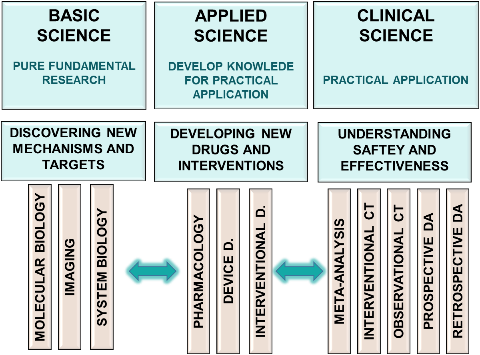 BASIC
SCIENCE
PURE FUNDAMENTAL
RESEARCH
APPLIED
SCIENCE
DEVELOP KNOWLEDE
FOR PRACTICAL
APPLICATION
CLINICAL
SCIENCE
PRACTICAL APPLICATION
DISCOVERING NEW
MECHANISMS AND
TARGETS
DEVELOPING NEW
DRUGS AND
INTERVENTIONS
UNDERSTANDING
SAFTEY AND
EFFECTIVENESS
MOLECULAR BIOLOGY
IMAGING
SYSTEM BIOLOGY
PHARMACOLOGY
DEVICE D.
INTERVENTIONAL D.
META-ANALYSIS
INTERVENTIONAL CT
OBSERVATIONAL CT
PROSPECTIVE DA
RETROSPECTIVE DA